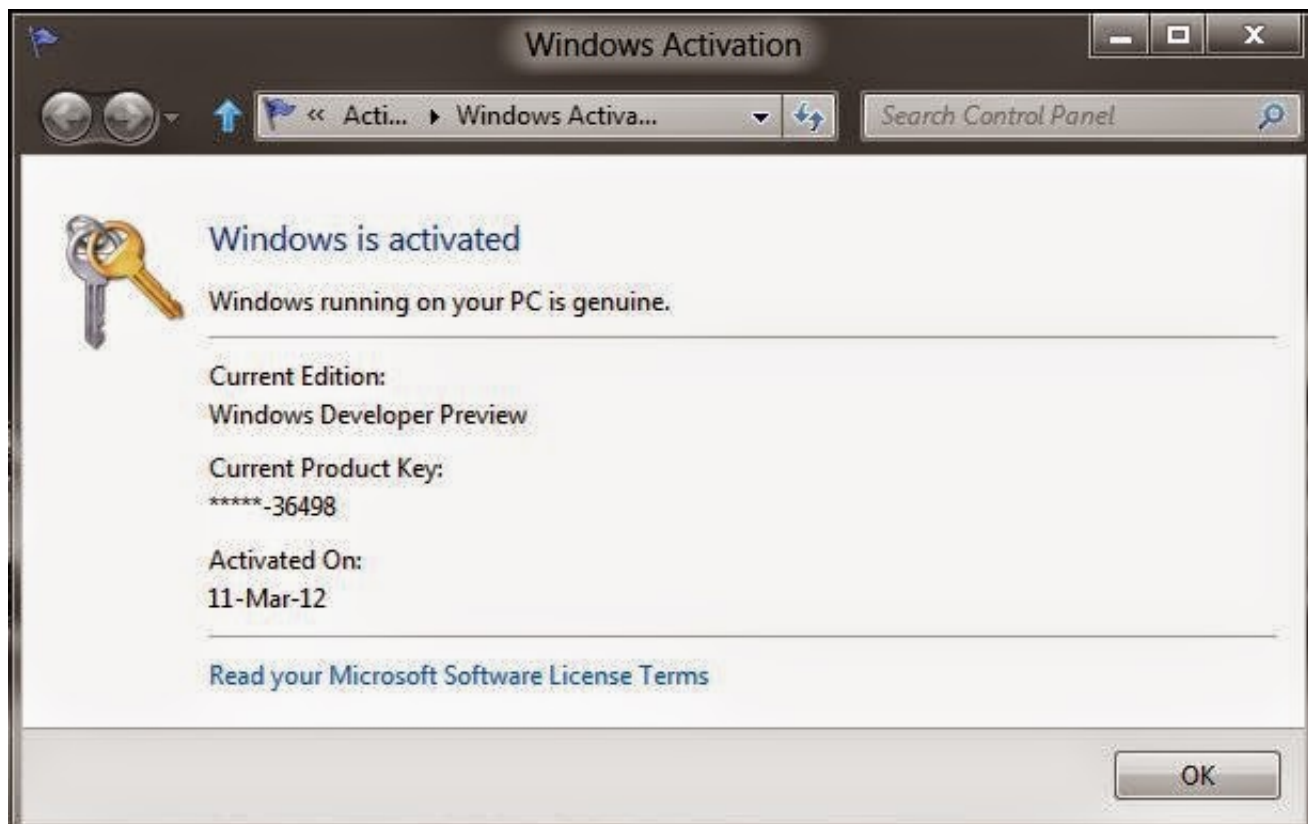 Windows Activation
« Acti... ▸ Windows Activa...
Search Control Panel
Windows is activated
Windows running on your PC is genuine.
Current Edition:
Windows Developer Preview
Current Product Key:
*****-36498
Activated On:
11-Mar-12
Read your Microsoft Software License Terms
OK